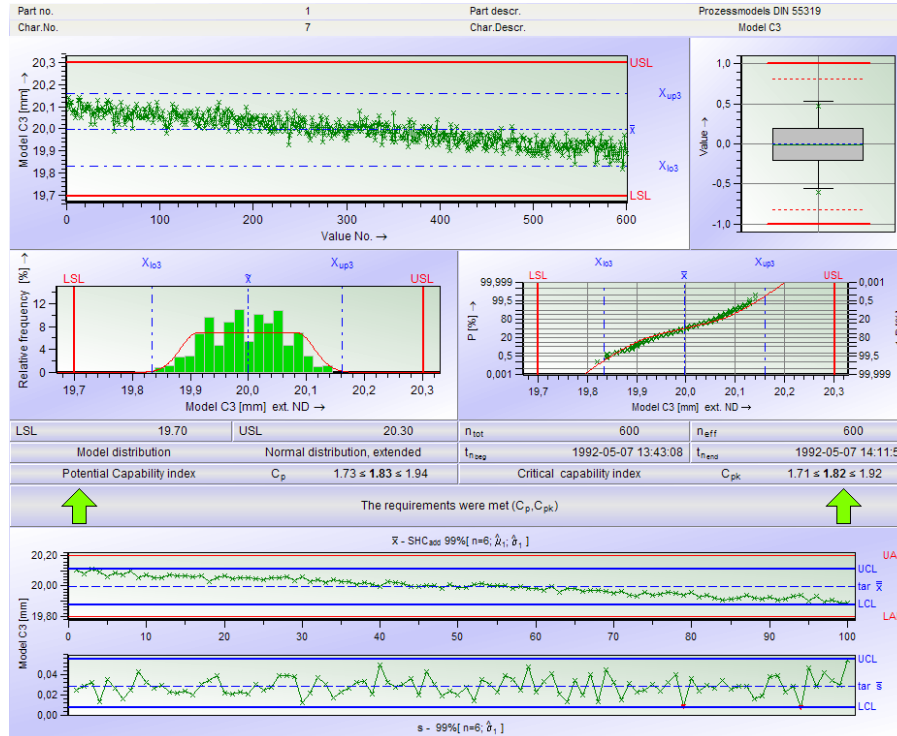 Part no. 1 Part descr. Prozessmodels DIN 55319
Char.No. 7 Char.Descr. Model C3
Model C3 [mm] →
20,3
20,2
20,1
20,0
19,9
19,8
19,7
USL
Xup3
x̿
Xlo3
LSL
0 100 200 300 400 500 600
Value No. →
Value →
1,0
0,5
0,0
-0,5
-1,0
Relative frequency [%] →
12
8
4
0
LSL Xlo3 x̿ Xup3 USL
19,7 19,8 19,9 20,0 20,1 20,2 20,3
Model C3 [mm] ext. ND →
P [%] →
99,999
99,5
80
20
0,5
0,001
LSL Xlo3 x̿ Xup3 USL
0,001
0,5
20
80
99,5
99,999
19,7 19,8 19,9 20,0 20,1 20,2 20,3
Model C3 [mm] ext. ND →
LSL 19.70 USL 20.30 ntot 600 neff 600
Model distribution Normal distribution, extended tnbeg 1992-05-07 13:43:08 tnend 1992-05-07 14:11:5
Potential Capability index Cp 1.73 ≤ 1.83 ≤ 1.94 Critical capability index Cpk 1.71 ≤ 1.82 ≤ 1.92
The requirements were met (Cp,Cpk)
x̄ - SHCadd 99%[ n=6; μ̂1; σ̂1 ]
Model C3 [mm]
20,20
20,00
19,80
UA
UCL
tar x̿
LCL
LA
0 10 20 30 40 50 60 70 80 90 100
0,04
0,02
0,00
UCL
tar s̄
LCL
s - 99%[ n=6; σ̂1 ]